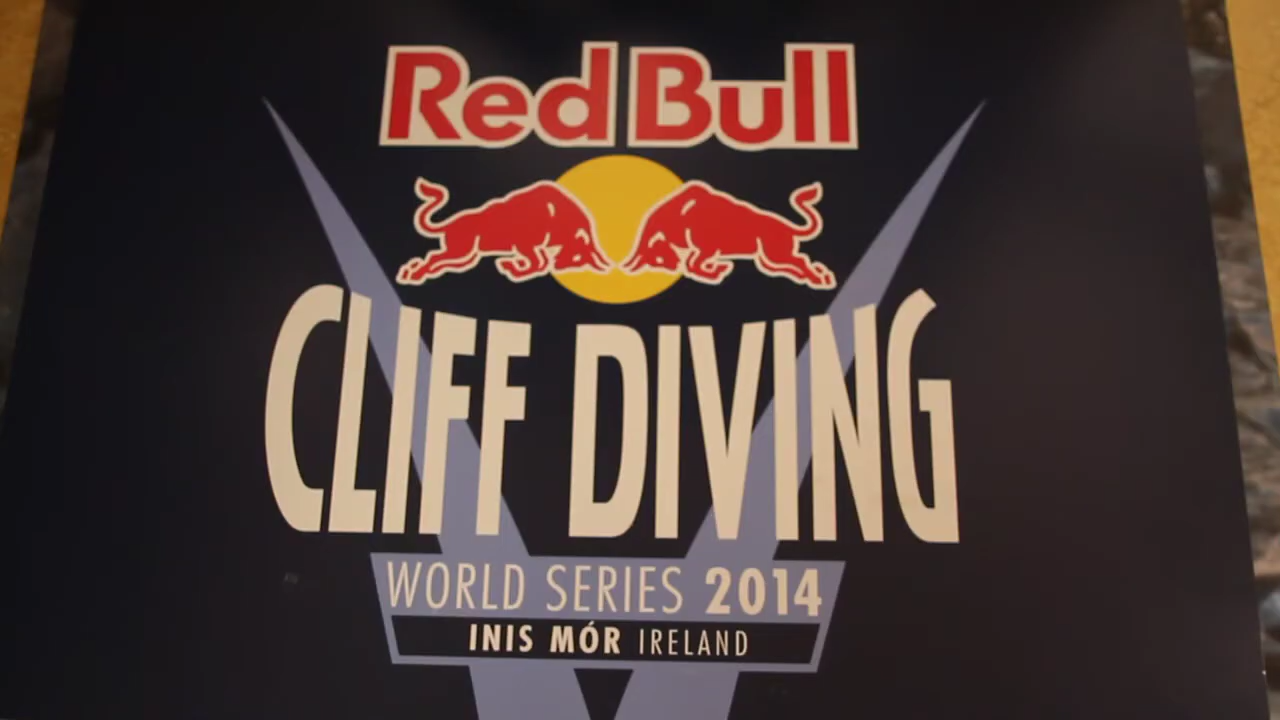 Red Bull
CLIFF DIVING
WORLD SERIES 2014
INIS MÓR IRELAND